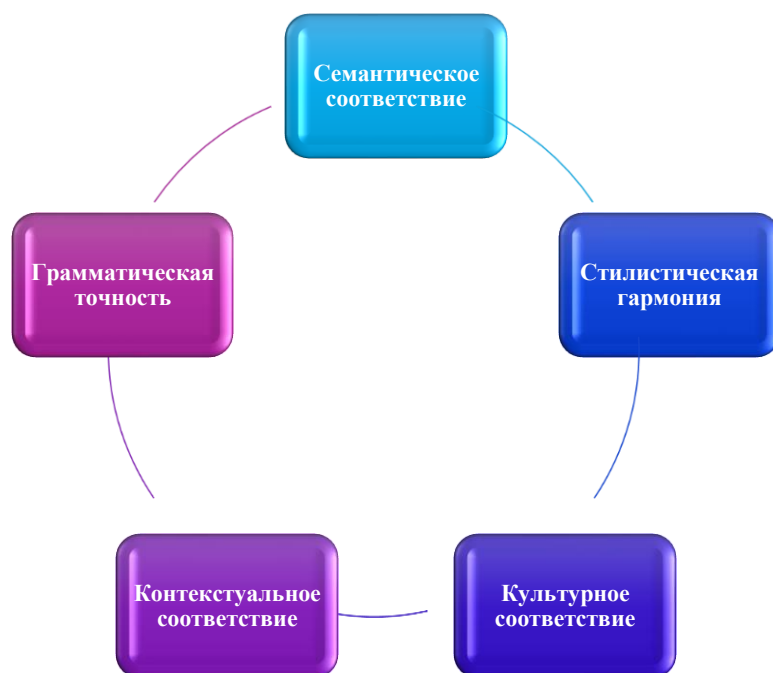 Семантическое
соответствие
Стилистическая
гармония
Культурное
соответствие
Контекстуальное
соответствие
Грамматическая
точность